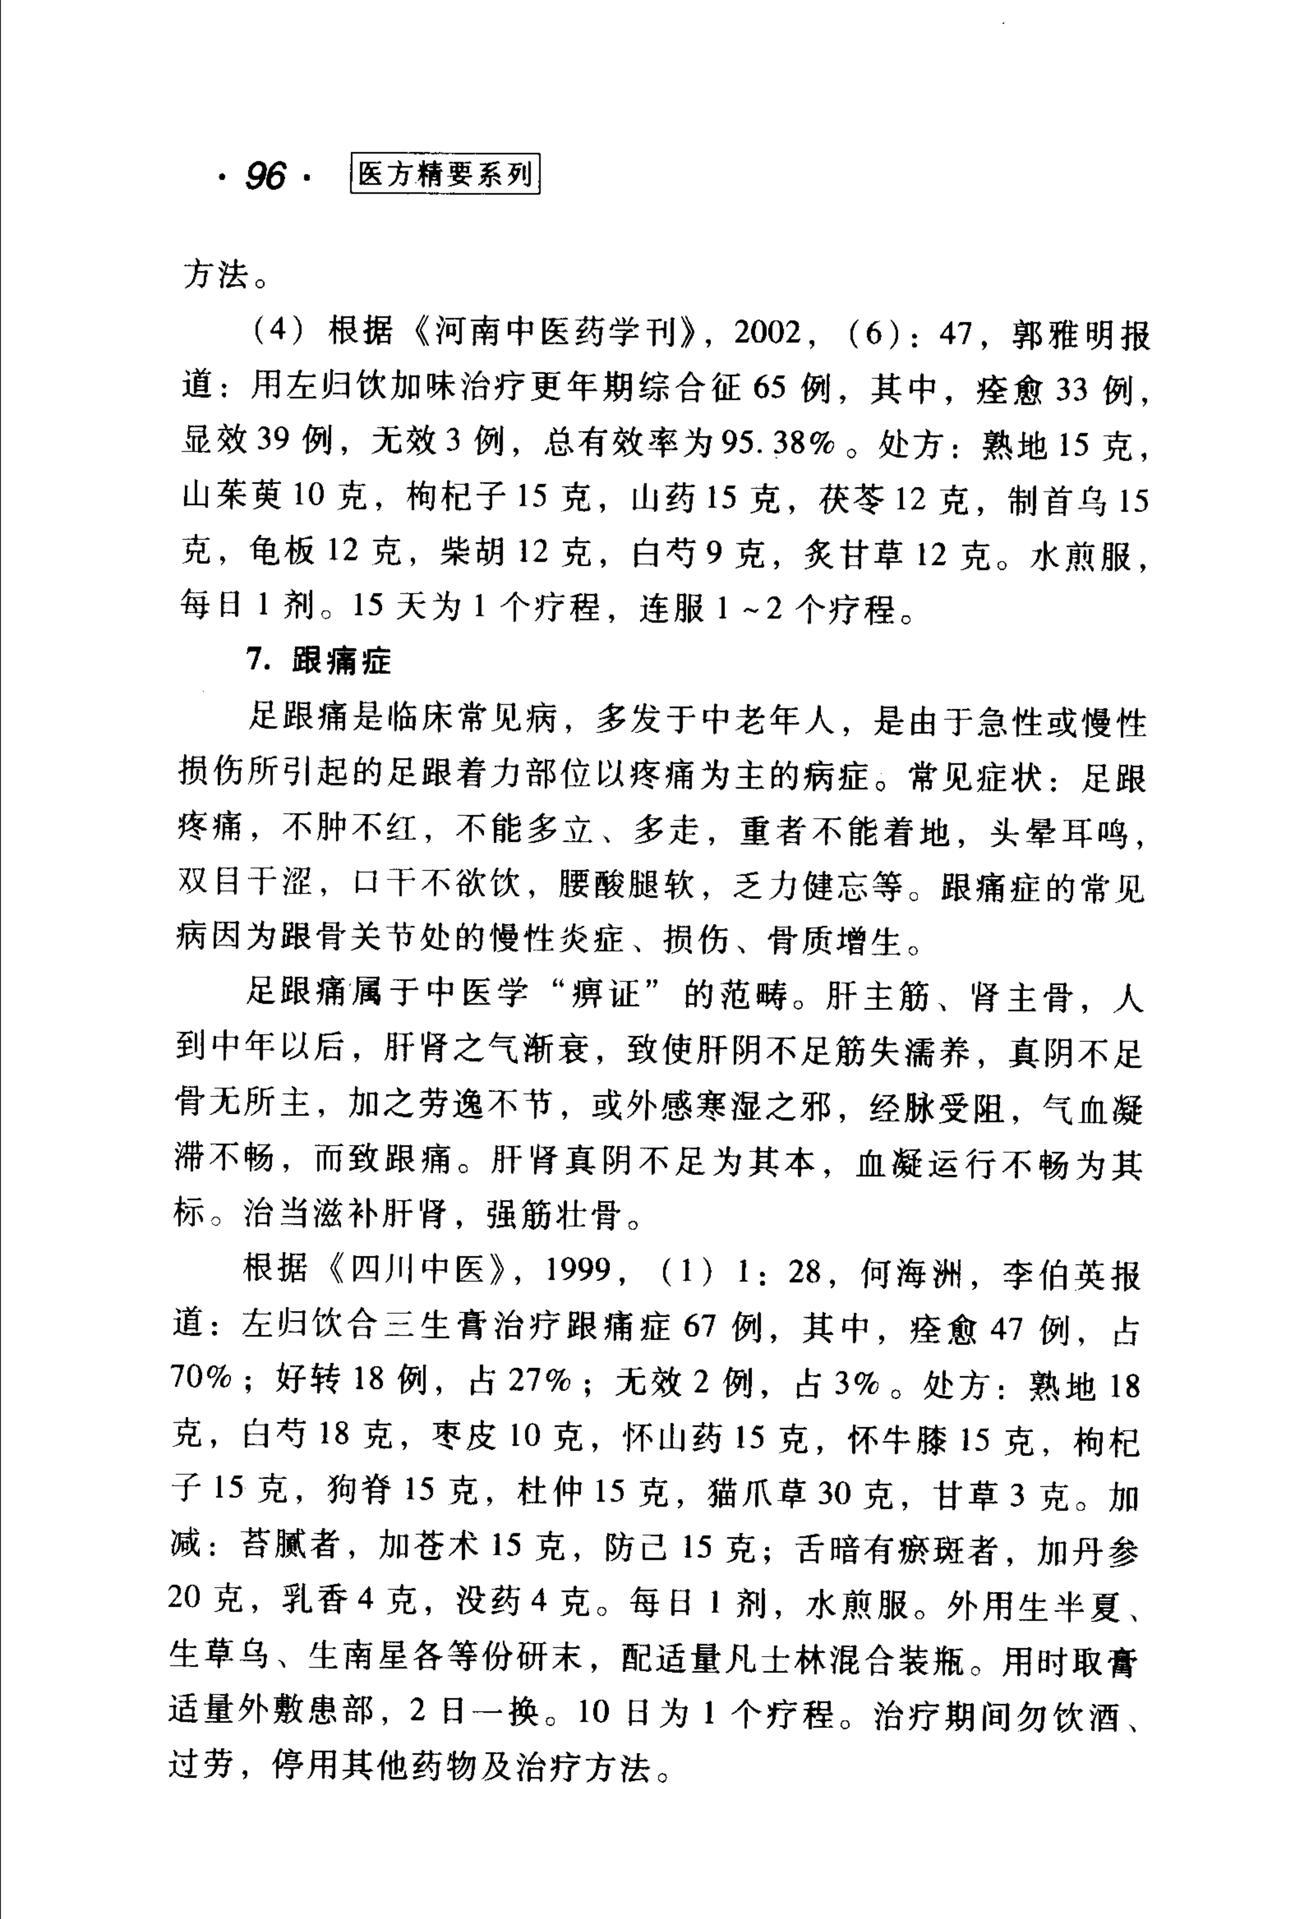 ·96· 医方精要系列
方法。
(4) 根据《河南中医药学刊》，2002，(6)：47，郭雅明报
道：用左归饮加味治疗更年期综合征 65 例，其中，痊愈 33 例，
显效 39 例，无效 3 例，总有效率为 95.38%。处方：熟地 15 克，
山茱萸 10 克，枸杞子 15 克，山药 15 克，茯苓 12 克，制首乌 15
克，龟板 12 克，柴胡 12 克，白芍 9 克，炙甘草 12 克。水煎服，
每日 1 剂。15 天为 1 个疗程，连服 1～2 个疗程。
7. 跟痛症
足跟痛是临床常见病，多发于中老年人，是由于急性或慢性
损伤所引起的足跟着力部位以疼痛为主的病症。常见症状：足跟
疼痛，不肿不红，不能多立、多走，重者不能着地，头晕耳鸣，
双目干涩，口干不欲饮，腰酸腿软，乏力健忘等。跟痛症的常见
病因为跟骨关节处的慢性炎症、损伤、骨质增生。
足跟痛属于中医学“痹证”的范畴。肝主筋、肾主骨，人
到中年以后，肝肾之气渐衰，致使肝阴不足筋失濡养，真阴不足
骨无所主，加之劳逸不节，或外感寒湿之邪，经脉受阻，气血凝
滞不畅，而致跟痛。肝肾真阴不足为其本，血凝运行不畅为其
标。治当滋补肝肾，强筋壮骨。
根据《四川中医》，1999，(1) 1：28，何海洲，李伯英报
道：左归饮合三生膏治疗跟痛症 67 例，其中，痊愈 47 例，占
70%；好转 18 例，占 27%；无效 2 例，占 3%。处方：熟地 18
克，白芍 18 克，枣皮 10 克，怀山药 15 克，怀牛膝 15 克，枸杞
子 15 克，狗脊 15 克，杜仲 15 克，猫爪草 30 克，甘草 3 克。加
减：苔腻者，加苍术 15 克，防己 15 克；舌暗有瘀斑者，加丹参
20 克，乳香 4 克，没药 4 克。每日 1 剂，水煎服。外用生半夏、
生草乌、生南星各等份研末，配适量凡士林混合装瓶。用时取膏
适量外敷患部，2 日一换。10 日为 1 个疗程。治疗期间勿饮酒、
过劳，停用其他药物及治疗方法。